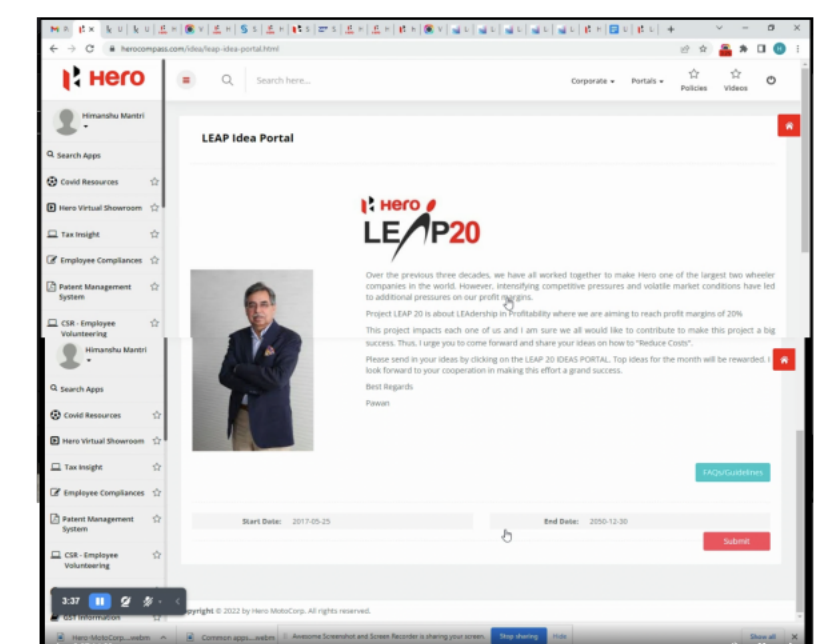 herocompass.com/idea/leap-idea-portal.html
Hero
Search here...
Corporate
Portals
Policies
Videos
Himanshu Mantri
Search Apps
Covid Resources
Hero Virtual Showroom
Tax Insight
Employee Compliances
Patent Management
System
CSR - Employee
Volunteering
LEAP Idea Portal
Hero
LEAP20
Over the previous three decades, we have all worked together to make Hero one of the largest two wheeler
companies in the world. However, intensifying competitive pressures and volatile market conditions have led
to additional pressures on our profit margins.
Project LEAP 20 is about LEAdership in Profitability where we are aiming to reach profit margins of 20%
This project impacts each one of us and I am sure we all would like to contribute to make this project a big
success. Thus, I urge you to come forward and share your ideas on how to "Reduce Costs".
Please send in your ideas by clicking on the LEAP 20 IDEAS PORTAL. Top ideas for the month will be rewarded. I
look forward to your cooperation in making this effort a grand success.
Best Regards
Pawan
Himanshu Mantri
Search Apps
Covid Resources
Hero Virtual Showroom
Tax Insight
Employee Compliances
Patent Management
System
CSR - Employee
Volunteering
GST Information
FAQs/Guidelines
Start Date: 2017-05-25
End Date: 2050-12-30
Submit
3:37
pyright © 2022 by Hero MotoCorp. All rights reserved.
Hero-MotoCorp....webm
Common apps....webm
Awesome Screenshot and Screen Recorder is sharing your screen.
Stop sharing
Hide
Show all